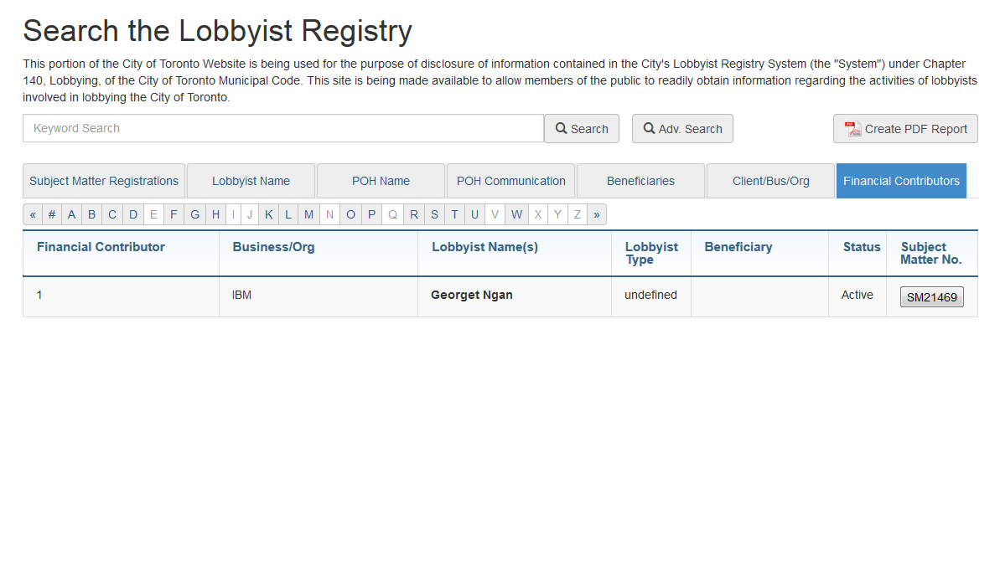 Search the Lobbyist Registry
This portion of the City of Toronto Website is being used for the purpose of disclosure of information contained in the City's Lobbyist Registry System (the "System") under Chapter
140, Lobbying, of the City of Toronto Municipal Code. This site is being made available to allow members of the public to readily obtain information regarding the activities of lobbyists
involved in lobbying the City of Toronto.
Keyword Search Search Adv. Search Create PDF Report
Subject Matter Registrations Lobbyist Name POH Name POH Communication Beneficiaries Client/Bus/Org Financial Contributors
« # A B C D E F G H I J K L M N O P Q R S T U V W X Y Z »
Financial Contributor Business/Org Lobbyist Name(s) Lobbyist Type Beneficiary Status Subject Matter No.
1 IBM Georget Ngan undefined Active SM21469